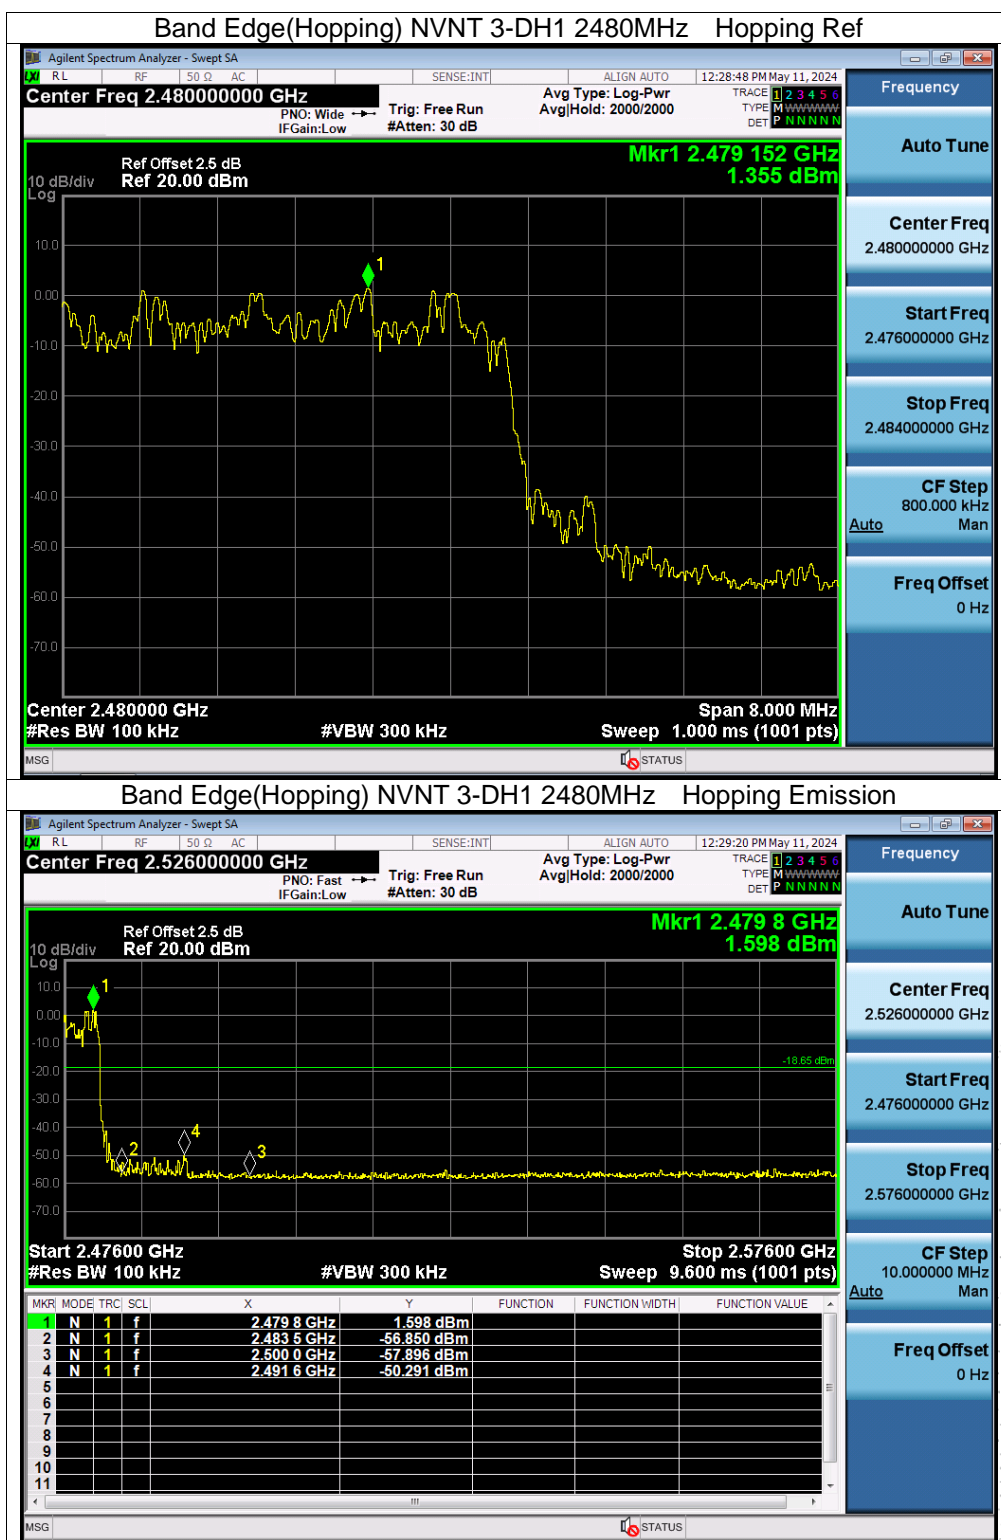 Band Edge(Hopping) NVNT 3-DH1 2480MHz Hopping Ref
Agilent Spectrum Analyzer - Swept SA
LXI RL RF 50 Ω AC SENSE:INT ALIGN AUTO 12:28:48 PM May 11, 2024
Center Freq 2.480000000 GHz
PNO: Wide
IFGain:Low
Trig: Free Run
#Atten: 30 dB
Avg Type: Log-Pwr
Avg|Hold: 2000/2000
TRACE 1 2 3 4 5 6
TYPE M WWWWW
DET P N N N N N
Frequency
Auto Tune
Center Freq
2.480000000 GHz
Start Freq
2.476000000 GHz
Stop Freq
2.484000000 GHz
CF Step
800.000 kHz
Auto Man
Freq Offset
0 Hz
Mkr1 2.479 152 GHz
1.355 dBm
Ref Offset 2.5 dB
10 dB/div Ref 20.00 dBm
Log
10.0
0.00
-10.0
-20.0
-30.0
-40.0
-50.0
-60.0
-70.0
1
Center 2.480000 GHz Span 8.000 MHz
#Res BW 100 kHz #VBW 300 kHz Sweep 1.000 ms (1001 pts)
MSG STATUS
Band Edge(Hopping) NVNT 3-DH1 2480MHz Hopping Emission
Agilent Spectrum Analyzer - Swept SA
LXI RL RF 50 Ω AC SENSE:INT ALIGN AUTO 12:29:20 PM May 11, 2024
Center Freq 2.526000000 GHz
PNO: Fast
IFGain:Low
Trig: Free Run
#Atten: 30 dB
Avg Type: Log-Pwr
Avg|Hold: 2000/2000
TRACE 1 2 3 4 5 6
TYPE M WWWWW
DET P N N N N N
Frequency
Auto Tune
Center Freq
2.526000000 GHz
Start Freq
2.476000000 GHz
Stop Freq
2.576000000 GHz
CF Step
10.000000 MHz
Auto Man
Freq Offset
0 Hz
Mkr1 2.479 8 GHz
1.598 dBm
Ref Offset 2.5 dB
10 dB/div Ref 20.00 dBm
Log
10.0
0.00
-10.0
-20.0
-30.0
-40.0
-50.0
-60.0
-70.0
1
-18.65 dBm
4
2
3
Start 2.47600 GHz Stop 2.57600 GHz
#Res BW 100 kHz #VBW 300 kHz Sweep 9.600 ms (1001 pts)
MKR MODE TRC SCL X Y FUNCTION FUNCTION WIDTH FUNCTION VALUE
1 N 1 f 2.479 8 GHz 1.598 dBm
2 N 1 f 2.483 5 GHz -56.850 dBm
3 N 1 f 2.500 0 GHz -57.896 dBm
4 N 1 f 2.491 6 GHz -50.291 dBm
5
6
7
8
9
10
11
MSG STATUS